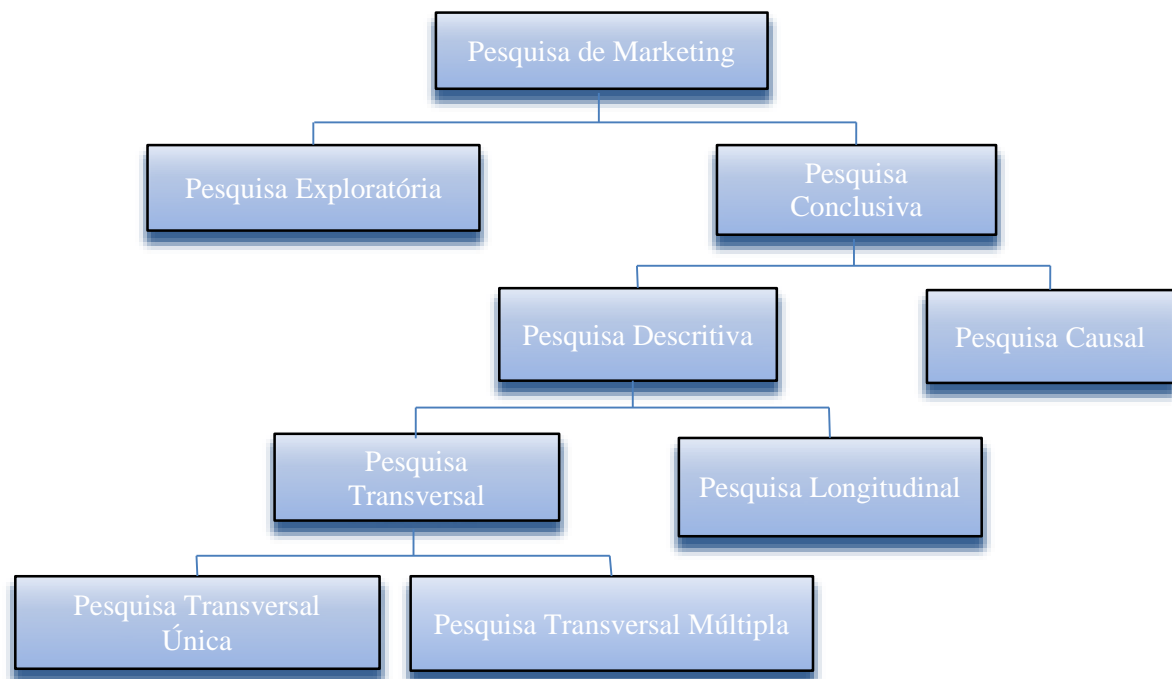 Pesquisa de Marketing
Pesquisa Exploratória
Pesquisa
Conclusiva
Pesquisa Descritiva
Pesquisa Causal
Pesquisa
Transversal
Pesquisa Longitudinal
Pesquisa Transversal
Única
Pesquisa Transversal Múltipla